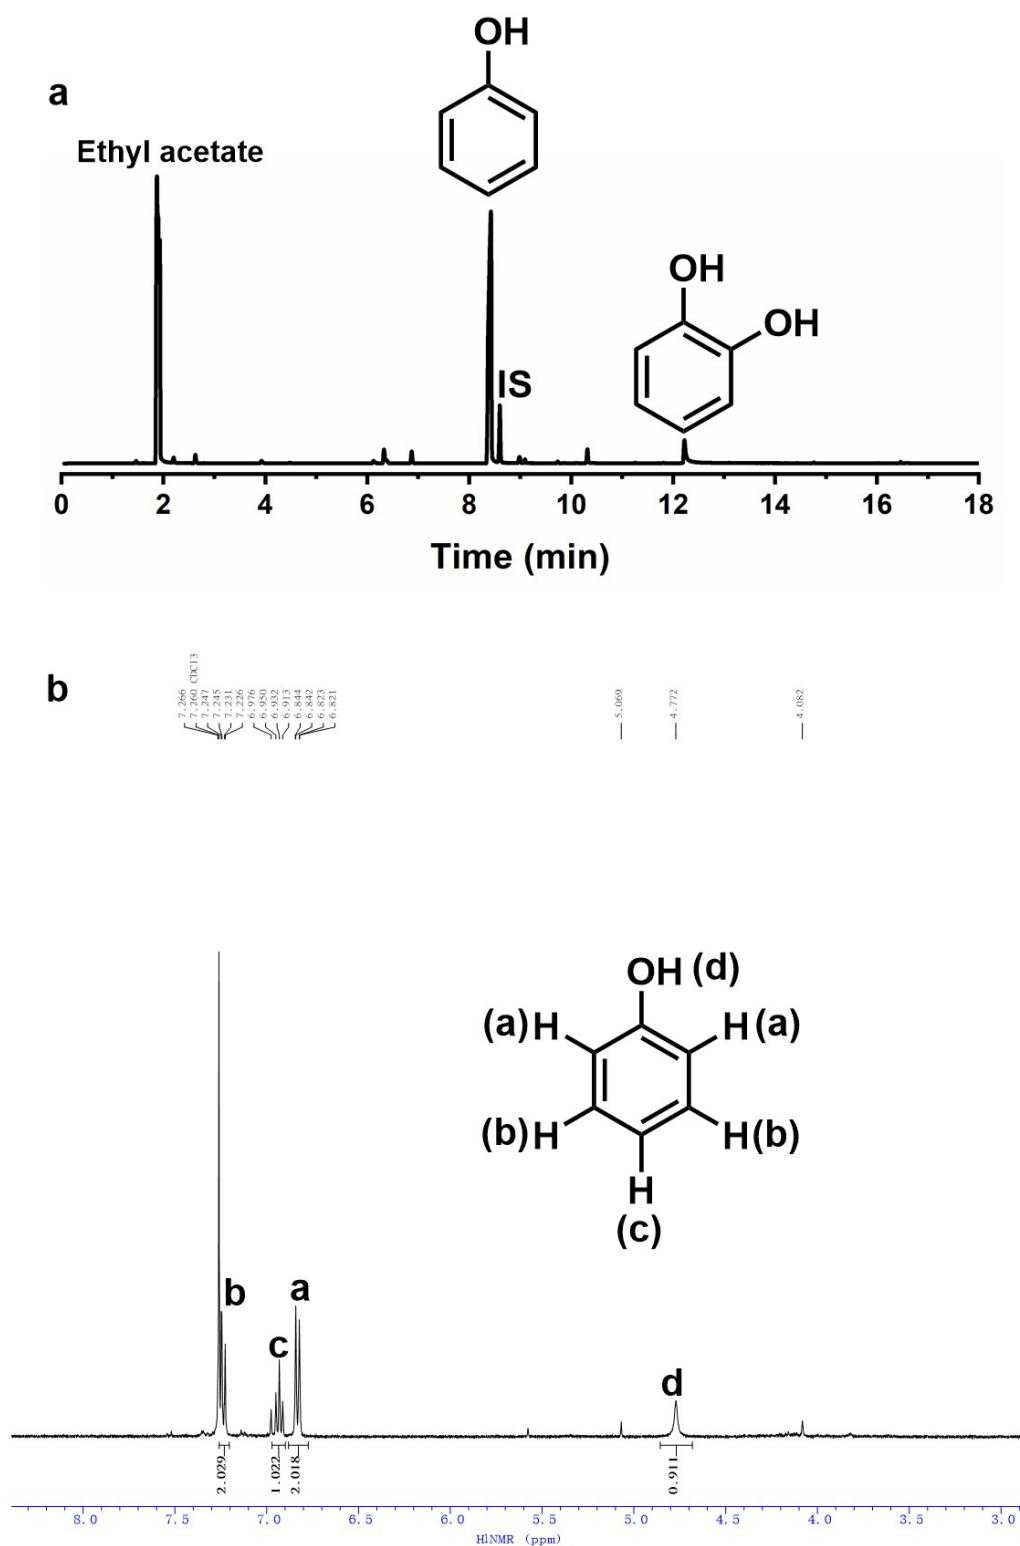 a
OH
Ethyl acetate
OH
OH
IS
0 2 4 6 8 10 12 14 16 18
Time (min)
b
7.266
7.260 CDCl3
7.247
7.245
7.231
7.226
6.976
6.950
6.932
6.913
6.844
6.842
6.823
6.821
5.069
4.772
4.082
OH (d)
(a) H H (a)
(b) H H (b)
H
(c)
b
a
c
d
2.029
1.022
2.018
0.911
8.0 7.5 7.0 6.5 6.0 5.5 5.0 4.5 4.0 3.5 3.0
H1NMR (ppm)